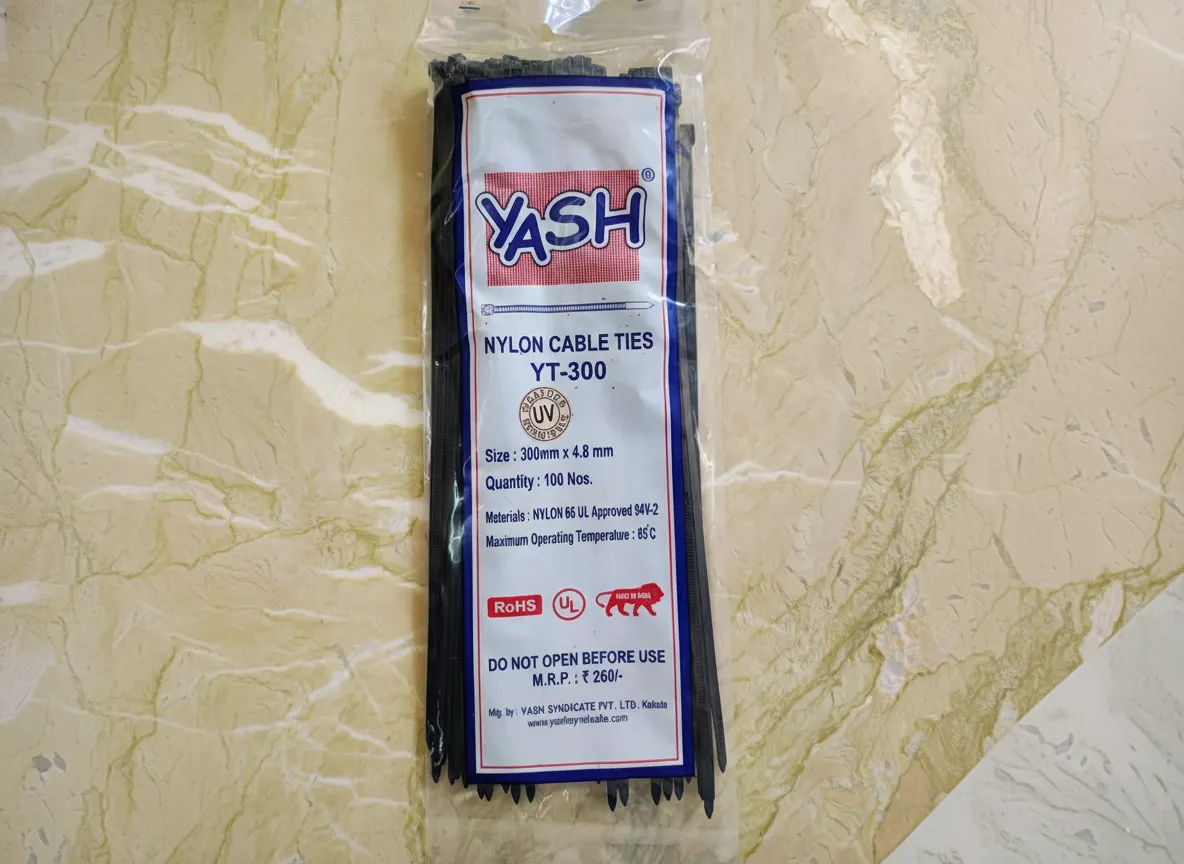 YASH ®
NYLON CABLE TIES
YT-300
UV
Size : 300mm x 4.8 mm
Quantity : 100 Nos.
Meterials : NYLON 66 UL Approved 94V-2
Maximum Operating Temperalure : 85°C
RoHS UL
DO NOT OPEN BEFORE USE
M.R.P. : ₹ 260/-
Mfg. by : YASH SYNDICATE PVT. LTD.